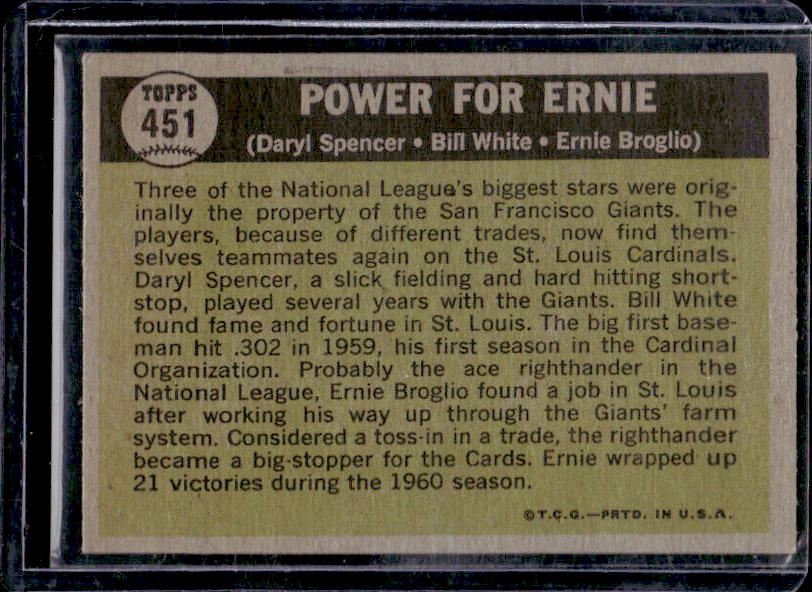 TOPPS
451
POWER FOR ERNIE
(Daryl Spencer • Bill White • Ernie Broglio)
Three of the National League's biggest stars were orig-
inally the property of the San Francisco Giants. The
players, because of different trades, now find them-
selves teammates again on the St. Louis Cardinals.
Daryl Spencer, a slick fielding and hard hitting short-
stop, played several years with the Giants. Bill White
found fame and fortune in St. Louis. The big first base-
man hit .302 in 1959, his first season in the Cardinal
Organization. Probably the ace righthander in the
National League, Ernie Broglio found a job in St. Louis
after working his way up through the Giants' farm
system. Considered a toss-in in a trade, the righthander
became a big-stopper for the Cards. Ernie wrapped up
21 victories during the 1960 season.
©T.C.G.—PRTD. IN U.S.A.